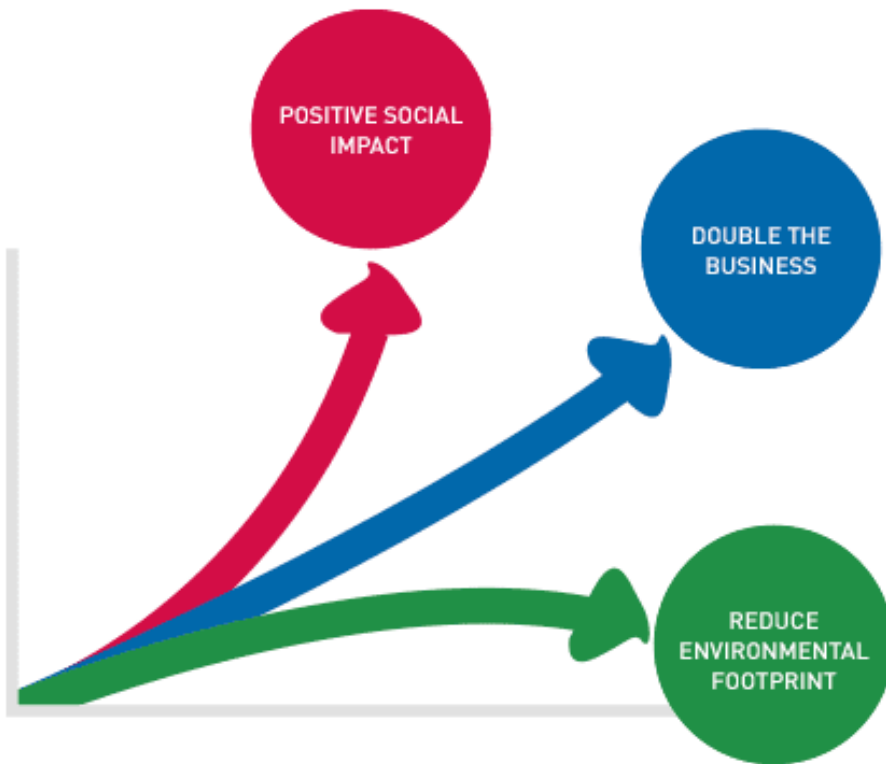 POSITIVE SOCIAL
IMPACT
DOUBLE THE
BUSINESS
REDUCE
ENVIRONMENTAL
FOOTPRINT